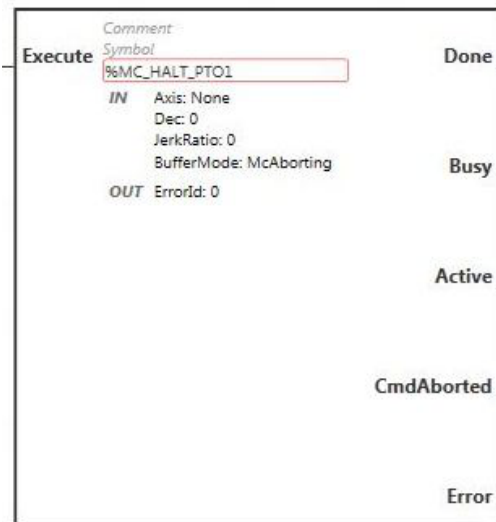 Comment
Execute Symbol Done
%MC_HALT_PTO1
IN Axis: None
Dec: 0
JerkRatio: 0
BufferMode: McAborting
Busy
OUT ErrorId: 0
Active
CmdAborted
Error